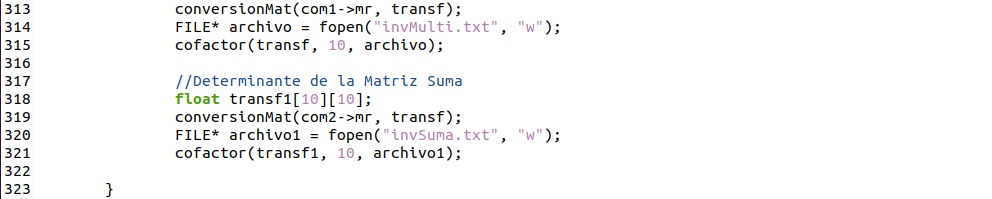 313                conversionMat(com1->mr, transf);
314                FILE* archivo = fopen("invMulti.txt", "w");
315                cofactor(transf, 10, archivo);
316
317                //Determinante de la Matriz Suma
318                float transf1[10][10];
319                conversionMat(com2->mr, transf);
320                FILE* archivo1 = fopen("invSuma.txt", "w");
321                cofactor(transf1, 10, archivo1);
322
323        }